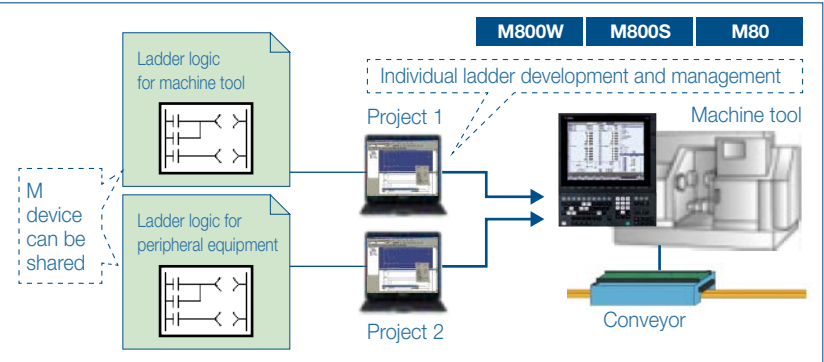 M800W M800S M80
Ladder logic
for machine tool
Individual ladder development and management
Project 1
Machine tool
M
device
can be
shared
Ladder logic for
peripheral equipment
Project 2
Conveyor